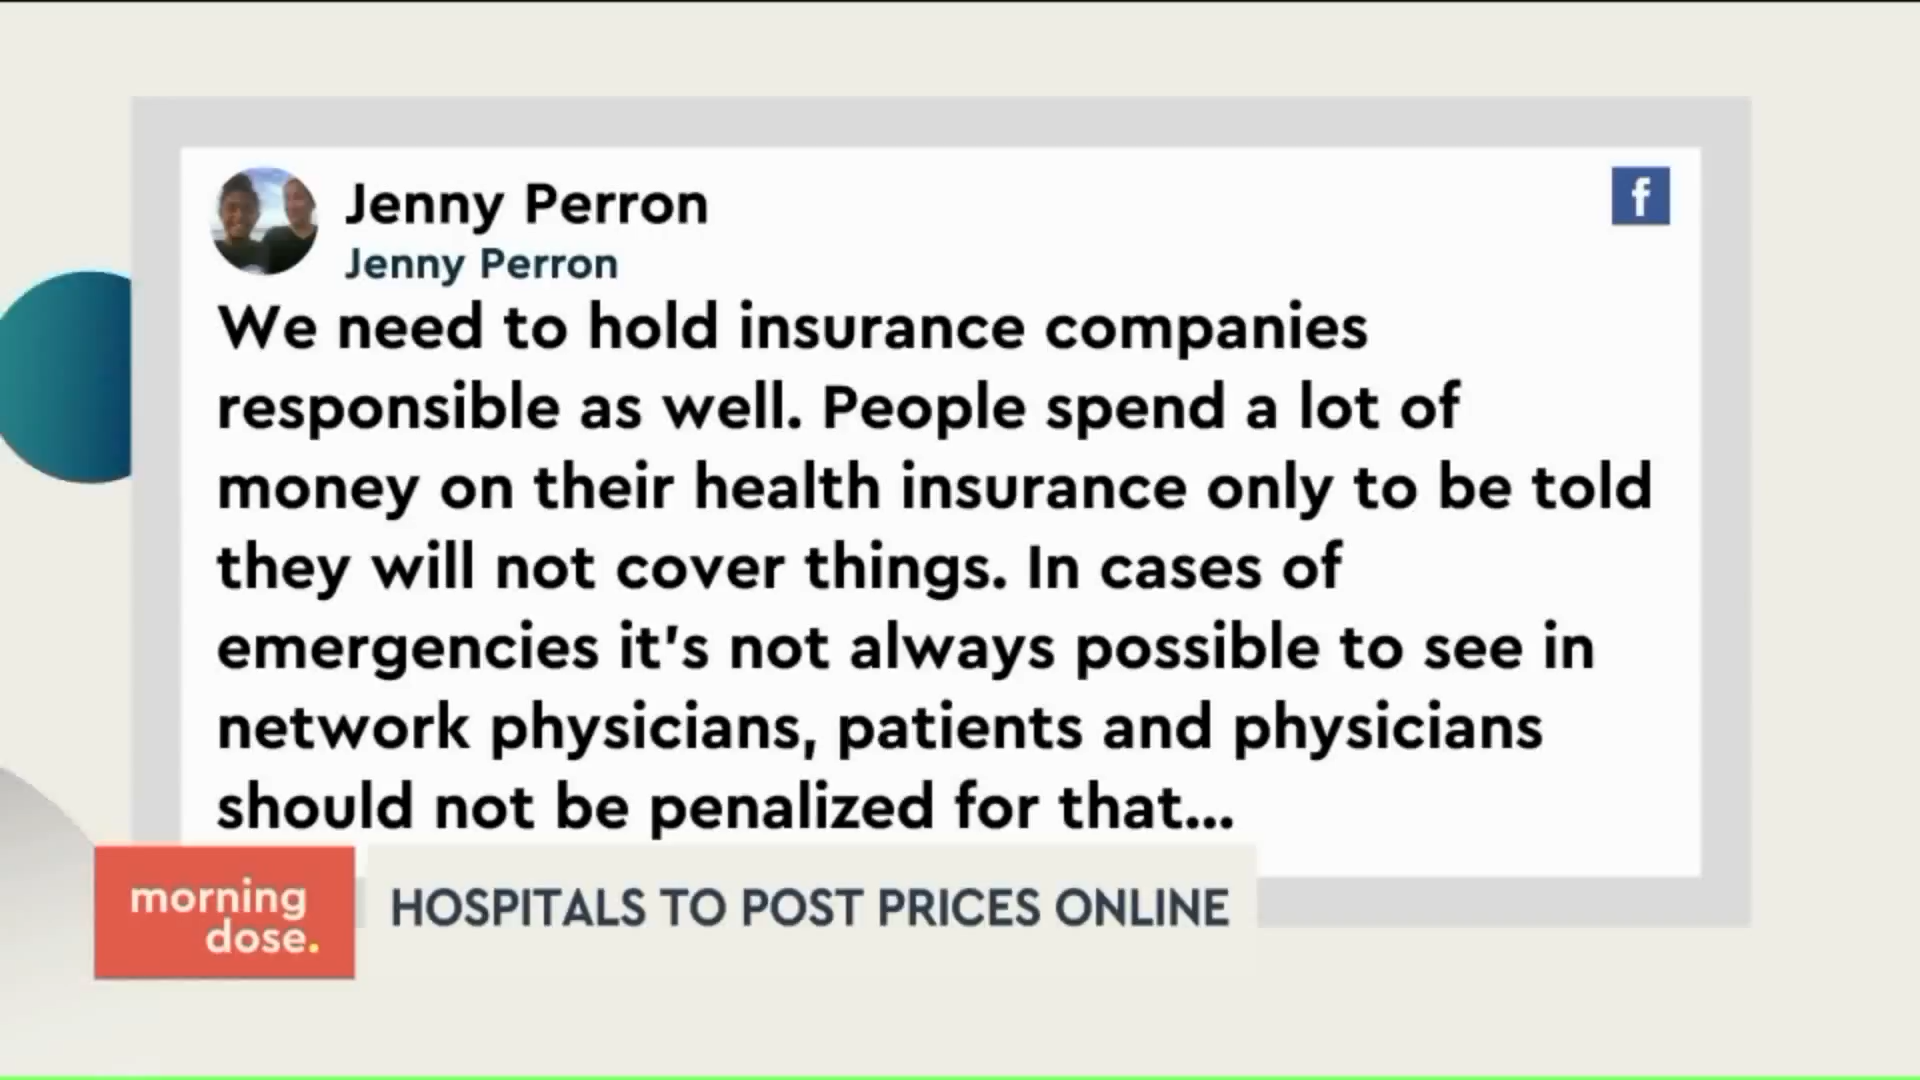 Jenny Perron
Jenny Perron
f
We need to hold insurance companies
responsible as well. People spend a lot of
money on their health insurance only to be told
they will not cover things. In cases of
emergencies it's not always possible to see in
network physicians, patients and physicians
should not be penalized for that...
morning
dose.
HOSPITALS TO POST PRICES ONLINE